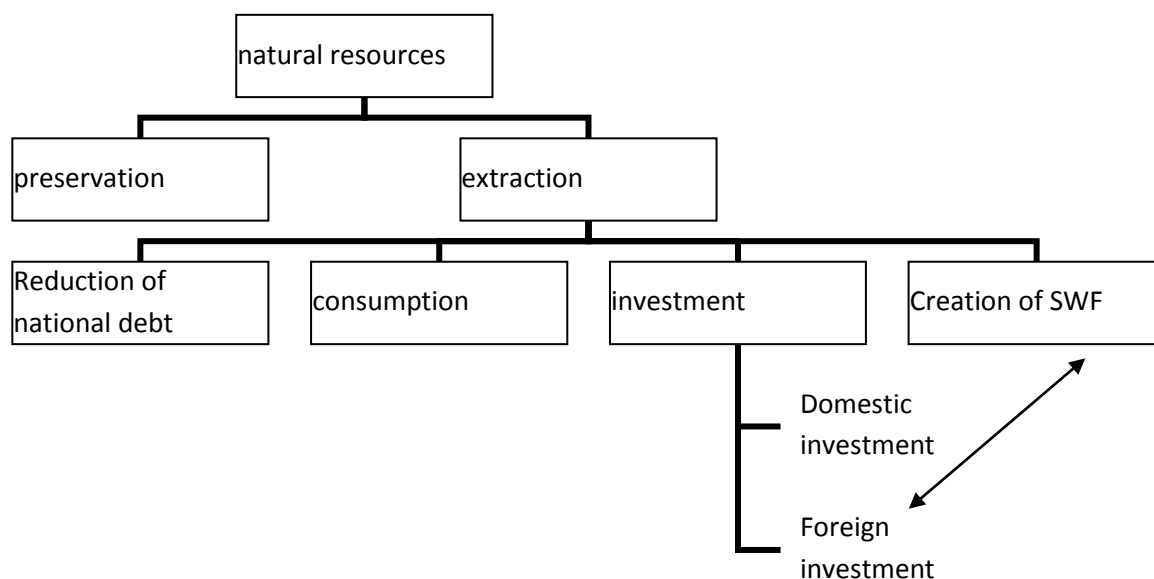 natural resources
preservation
extraction
Reduction of
national debt
consumption
investment
Creation of SWF
Domestic
investment
Foreign
investment